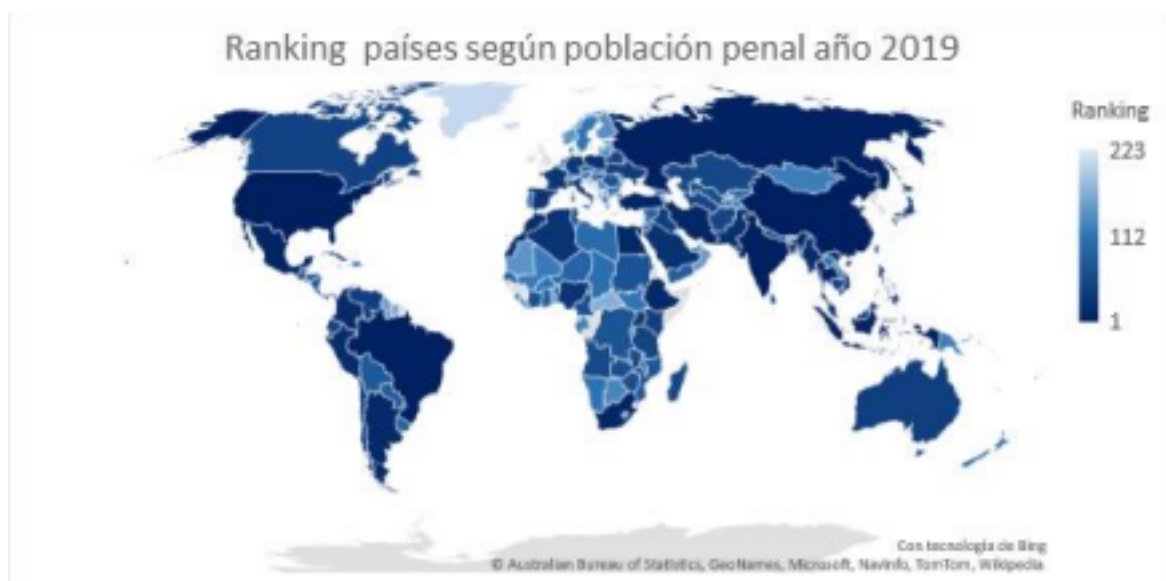 Ranking países según población penal año 2019
Ranking
223
112
1
Con tecnología de Bing
© Australian Bureau of Statistics, GeoNames, Microsoft, Navinfo, TomTom, Wikipedia